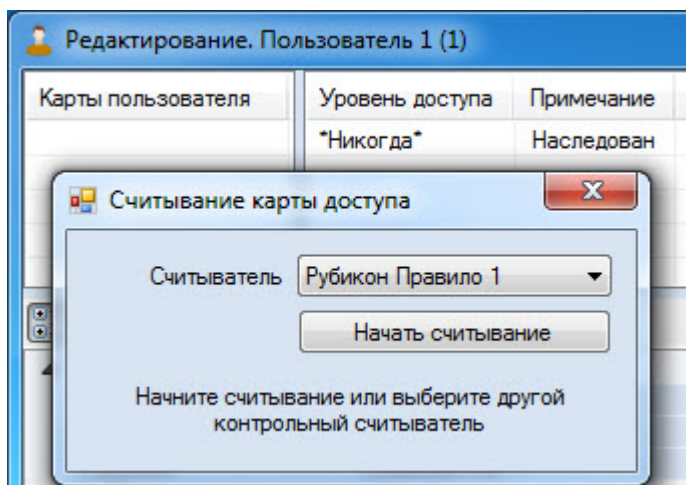 Редактирование. Пользователь 1 (1)
Карты пользователя Уровень доступа Примечание
*Никогда* Наследован
Считывание карты доступа
Считыватель Рубикон Правило 1
Начать считывание
Начните считывание или выберите другой
контрольный считыватель